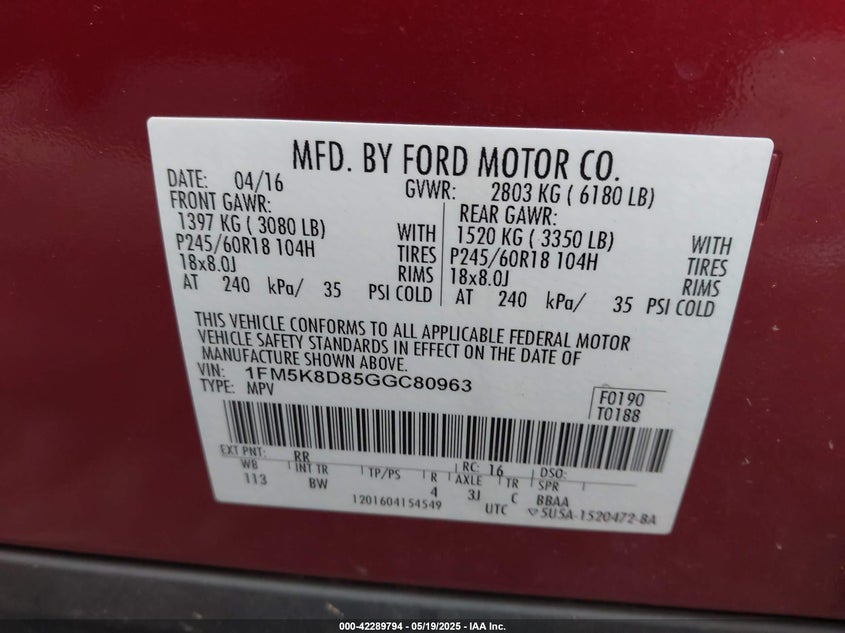 MFD. BY FORD MOTOR CO.
DATE: 04/16 GVWR: 2803 KG ( 6180 LB)
FRONT GAWR: REAR GAWR:
1397 KG ( 3080 LB) WITH 1520 KG ( 3350 LB) WITH
P245/60R18 104H TIRES P245/60R18 104H TIRES
18x8.0J RIMS 18x8.0J RIMS
AT 240 kPa/ 35 PSI COLD AT 240 kPa/ 35 PSI COLD
THIS VEHICLE CONFORMS TO ALL APPLICABLE FEDERAL MOTOR
VEHICLE SAFETY STANDARDS IN EFFECT ON THE DATE OF
MANUFACTURE SHOWN ABOVE.
VIN: 1FM5K8D85GGC80963
TYPE: MPV
F0190
T0188
EXT PNT: RR RC: 16 DSO:
WB INT TR TP/PS R AXLE TR SPR
113 BW 4 3J C BBAA
1201604154549 UTC 5U5A-1520472-BA
000-42289794 - 05/19/2025 - IAA Inc.